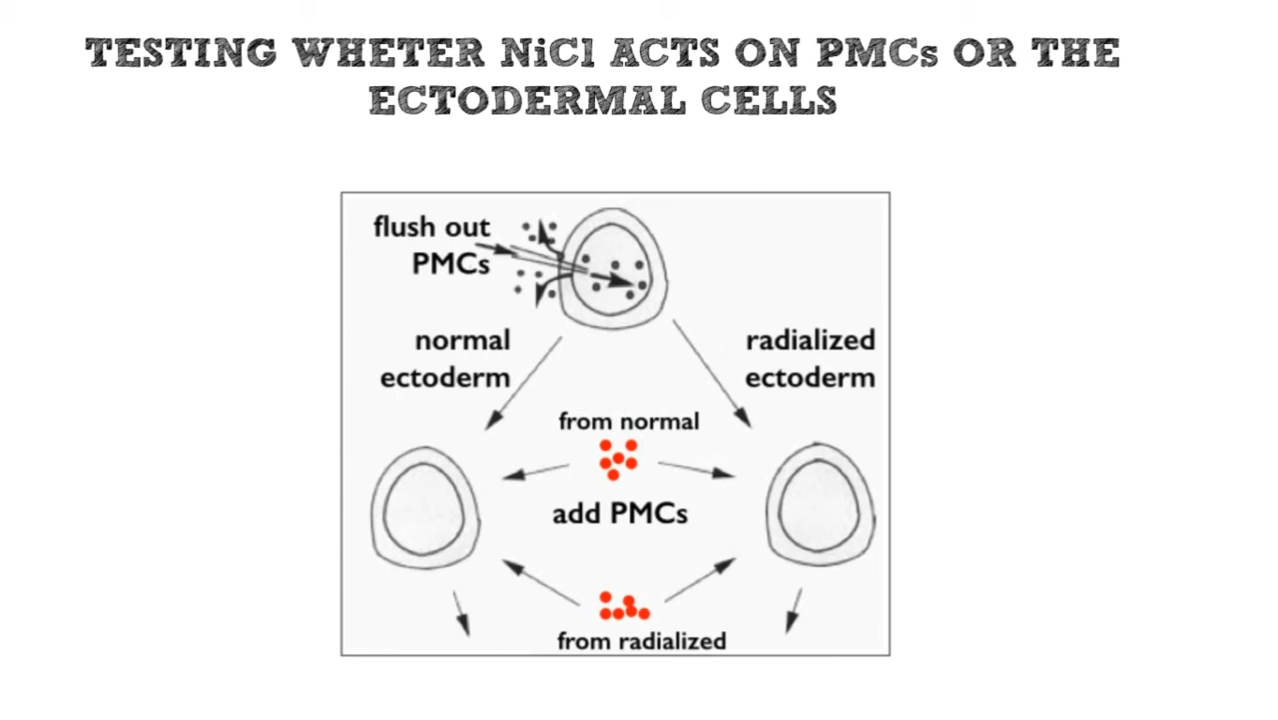 TESTING WHETER NiCl ACTS ON PMCs OR THE
ECTODERMAL CELLS
flush out
PMCs
normal
ectoderm
radialized
ectoderm
from normal
add PMCs
from radialized